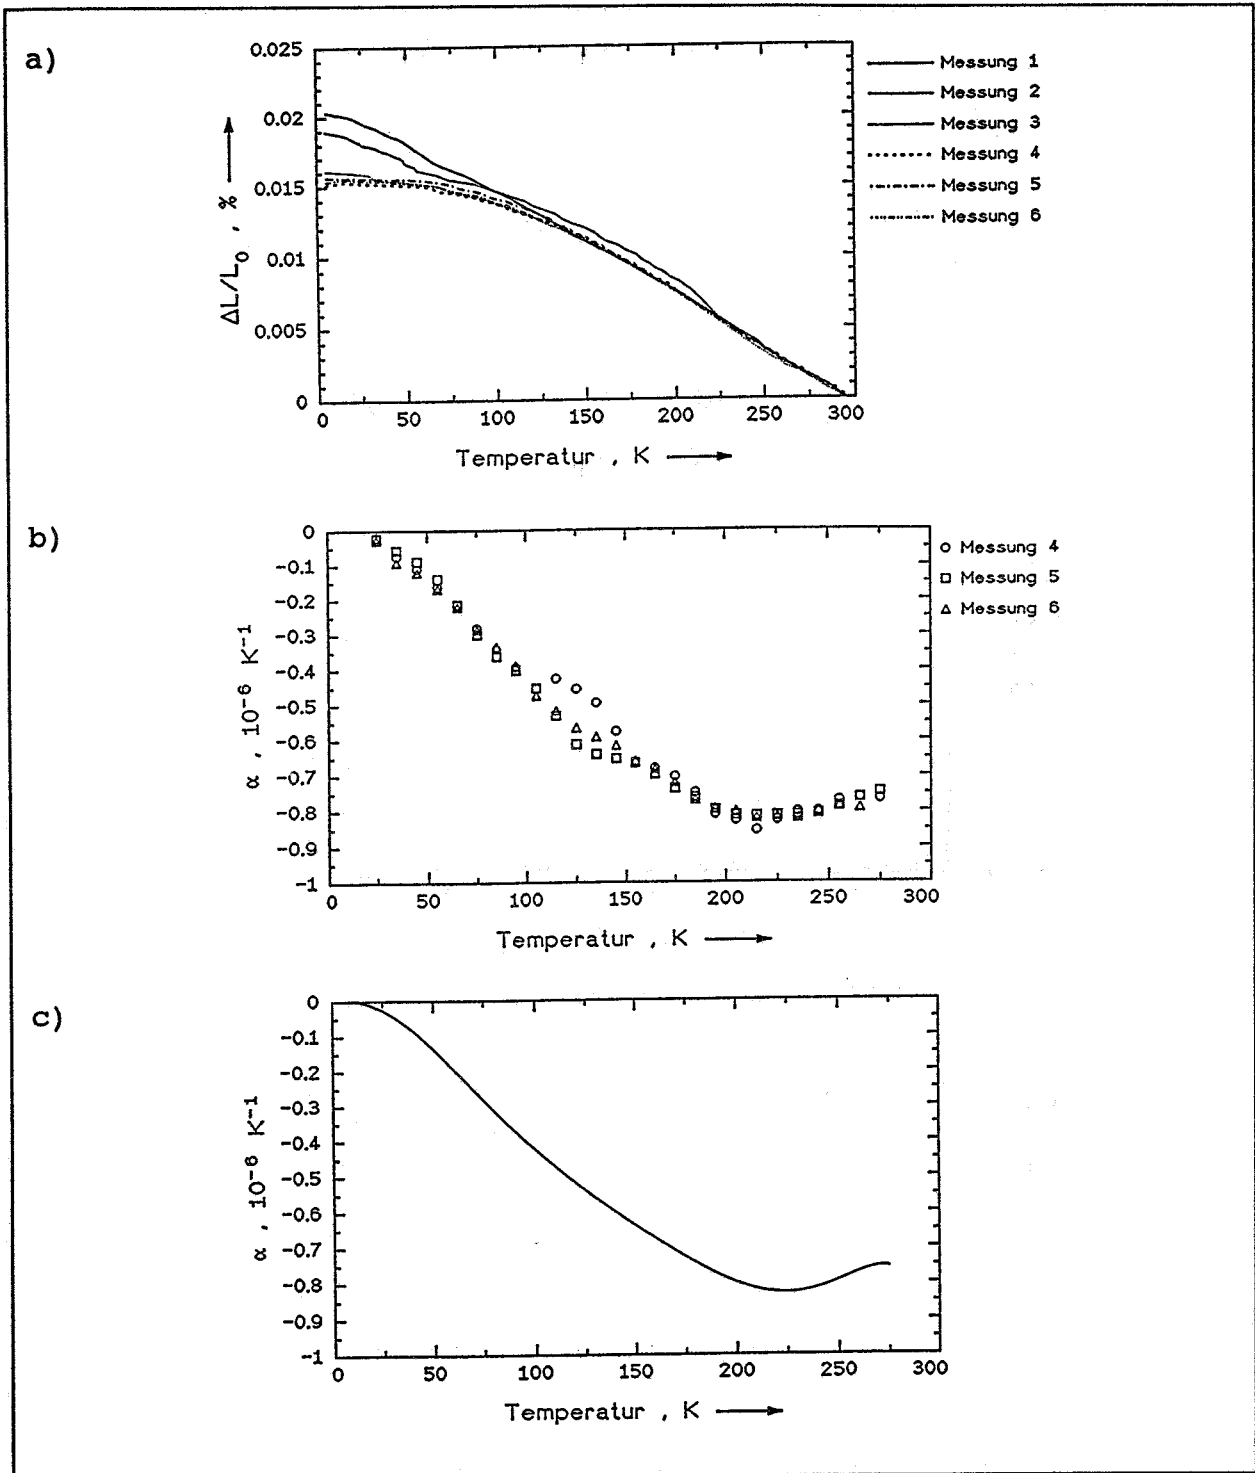 a)
0.025
0.02
0.015
0.01
0.005
0
ΔL/L₀ , %
0 50 100 150 200 250 300
Temperatur , K
Messung 1
Messung 2
Messung 3
Messung 4
Messung 5
Messung 6
b)
0
-0.1
-0.2
-0.3
-0.4
-0.5
-0.6
-0.7
-0.8
-0.9
-1
α , 10⁻⁶ K⁻¹
0 50 100 150 200 250 300
Temperatur , K
Messung 4
Messung 5
Messung 6
c)
0
-0.1
-0.2
-0.3
-0.4
-0.5
-0.6
-0.7
-0.8
-0.9
-1
α , 10⁻⁶ K⁻¹
0 50 100 150 200 250 300
Temperatur , K